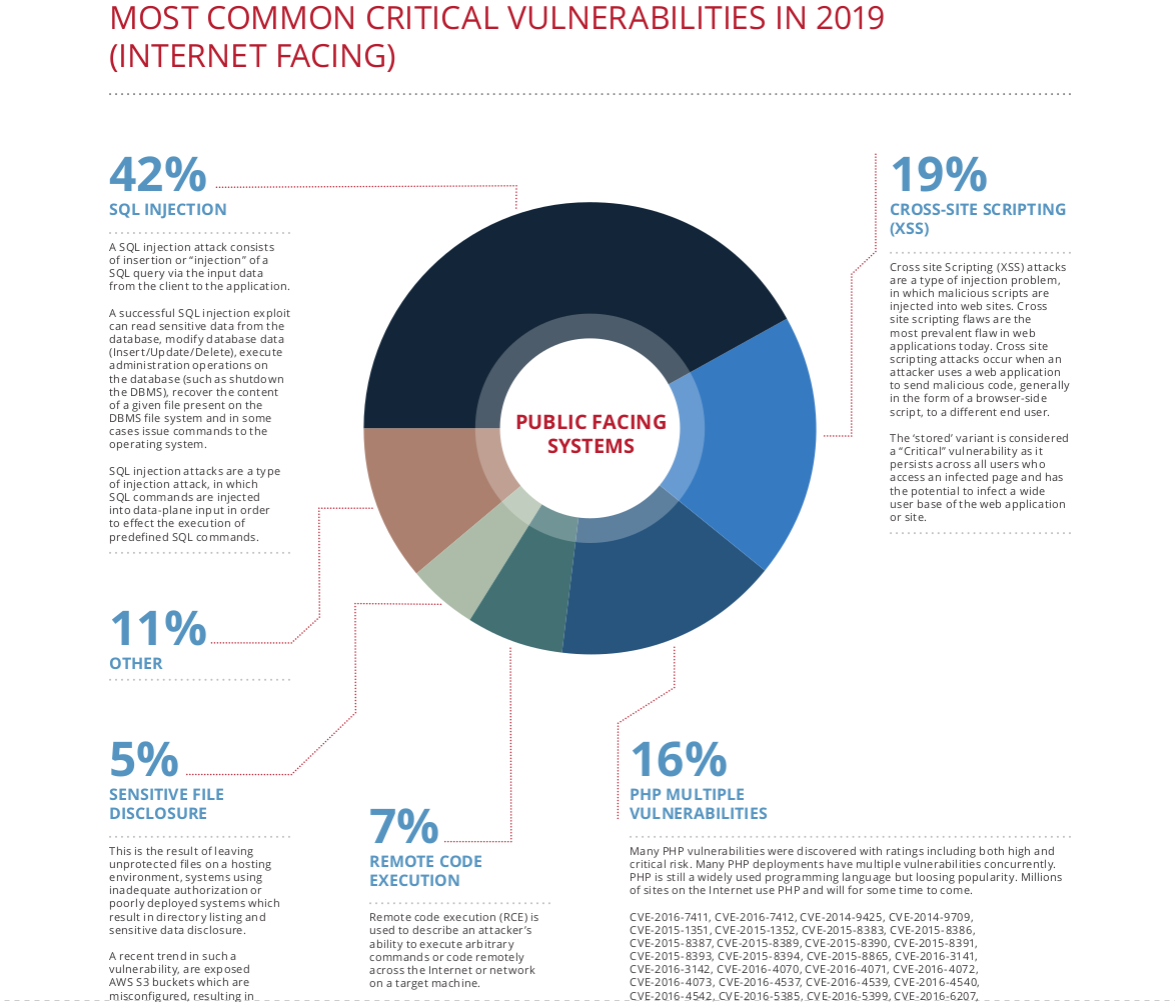 MOST COMMON CRITICAL VULNERABILITIES IN 2019
(INTERNET FACING)
42%
SQL INJECTION
A SQL injection attack consists
of insertion or “injection” of a
SQL query via the input data
from the client to the application.
A successful SQL injection exploit
can read sensitive data from the
database, modify database data
(Insert/Update/Delete), execute
administration operations on
the database (such as shutdown
the DBMS), recover the content
of a given file present on the
DBMS file system and in some
cases issue commands to the
operating system.
SQL injection attacks are a type
of injection attack, in which
SQL commands are injected
into data-plane input in order
to effect the execution of
predefined SQL commands.
PUBLIC FACING
SYSTEMS
19%
CROSS-SITE SCRIPTING
(XSS)
Cross site Scripting (XSS) attacks
are a type of injection problem,
in which malicious scripts are
injected into web sites. Cross
site scripting flaws are the
most prevalent flaw in web
applications today. Cross site
scripting attacks occur when an
attacker uses a web application
to send malicious code, generally
in the form of a browser-side
script, to a different end user.
The ‘stored’ variant is considered
a “Critical” vulnerability as it
persists across all users who
access an infected page and has
the potential to infect a wide
user base of the web application
or site.
11%
OTHER
5%
SENSITIVE FILE
DISCLOSURE
This is the result of leaving
unprotected files on a hosting
environment, systems using
inadequate authorization or
poorly deployed systems which
result in directory listing and
sensitive data disclosure.
A recent trend in such a
vulnerability, are exposed
AWS S3 buckets which are
misconfigured, resulting in
7%
REMOTE CODE
EXECUTION
Remote code execution (RCE) is
used to describe an attacker’s
ability to execute arbitrary
commands or code remotely
across the Internet or network
on a target machine.
16%
PHP MULTIPLE
VULNERABILITIES
Many PHP vulnerabilities were discovered with ratings including both high and
critical risk. Many PHP deployments have multiple vulnerabilities concurrently.
PHP is still a widely used programming language but loosing popularity. Millions
of sites on the Internet use PHP and will for some time to come.
CVE-2016-7411, CVE-2016-7412, CVE-2014-9425, CVE-2014-9709,
CVE-2015-1351, CVE-2015-1352, CVE-2015-8383, CVE-2015-8386,
CVE-2015-8387, CVE-2015-8389, CVE-2015-8390, CVE-2015-8391,
CVE-2015-8393, CVE-2015-8394, CVE-2015-8865, CVE-2016-3141,
CVE-2016-3142, CVE-2016-4070, CVE-2016-4071, CVE-2016-4072,
CVE-2016-4073, CVE-2016-4537, CVE-2016-4539, CVE-2016-4540,
CVE-2016-4542, CVE-2016-5385, CVE-2016-5399, CVE-2016-6207,